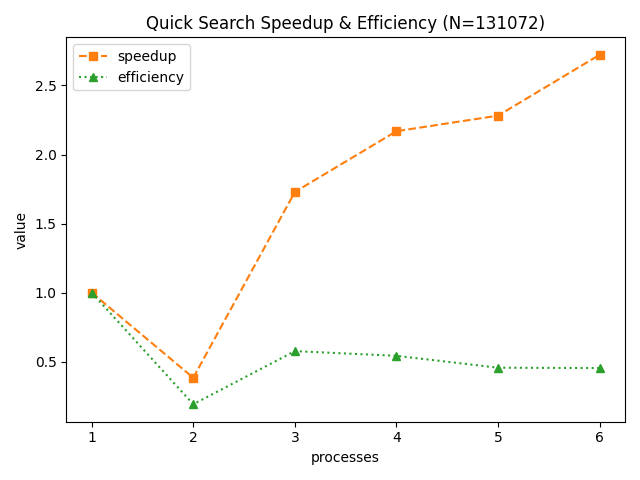 Quick Search Speedup & Efficiency (N=131072)
speedup
efficiency
2.5
2.0
1.5
1.0
0.5
value
1 2 3 4 5 6
processes